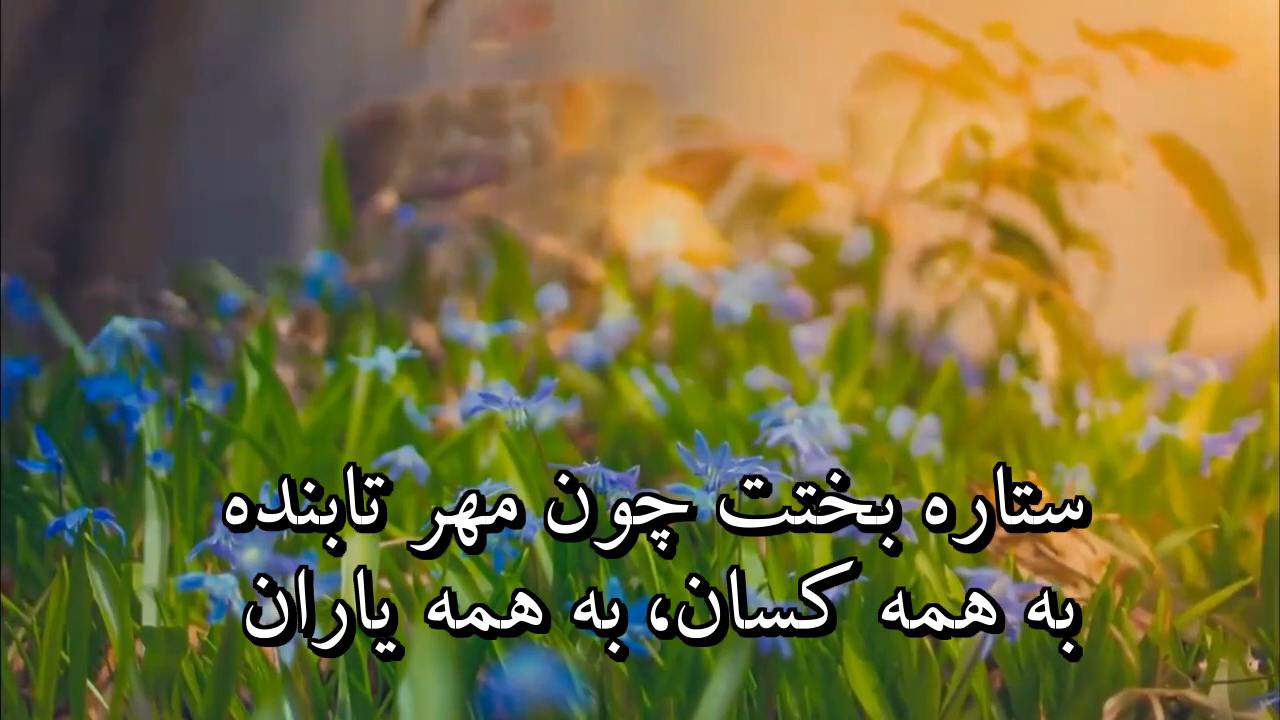 ستاره بختت چون مهر تابنده
به همه کسان، به همه یاران